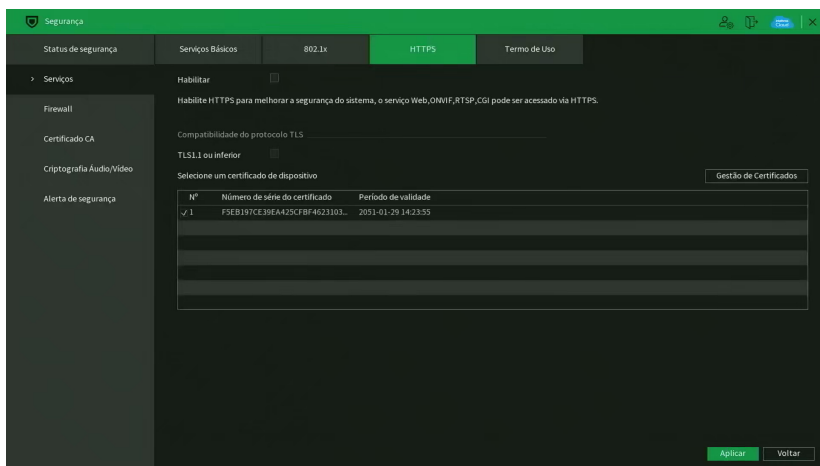 Segurança
Cloud
Status de segurança
Serviços Básicos
802.1x
HTTPS
Termo de Uso
> Serviços
Firewall
Certificado CA
Criptografia Áudio/Vídeo
Alerta de segurança
Habilitar
Habilite HTTPS para melhorar a segurança do sistema, o serviço Web,ONVIF,RTSP,CGI pode ser acessado via HTTPS.
Compatibilidade do protocolo TLS
TLS1.1 ou inferior
Selecione um certificado de dispositivo
Gestão de Certificados
Nº Número de série do certificado Período de validade
1 F5EB197CE39EA425CFBF4623103... 2051-01-29 14:23:55
Aplicar
Voltar